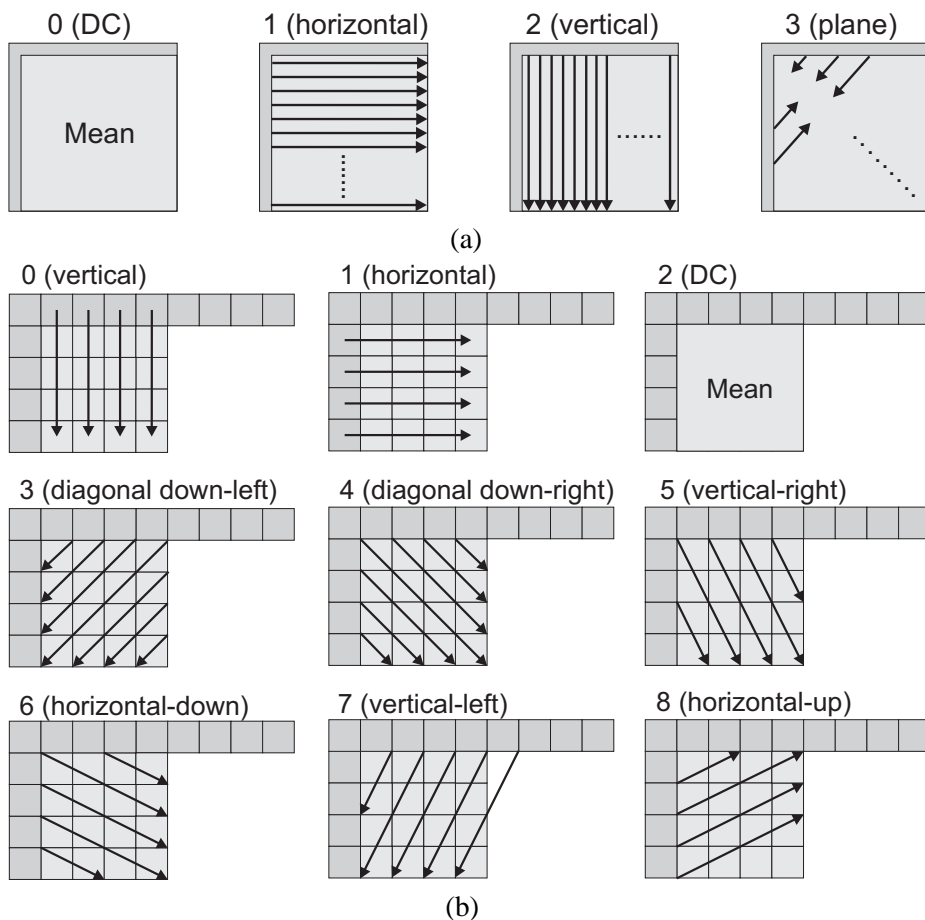 0 (DC)
1 (horizontal)
2 (vertical)
3 (plane)
Mean
(a)
0 (vertical)
1 (horizontal)
2 (DC)
Mean
3 (diagonal down-left)
4 (diagonal down-right)
5 (vertical-right)
6 (horizontal-down)
7 (vertical-left)
8 (horizontal-up)
(b)